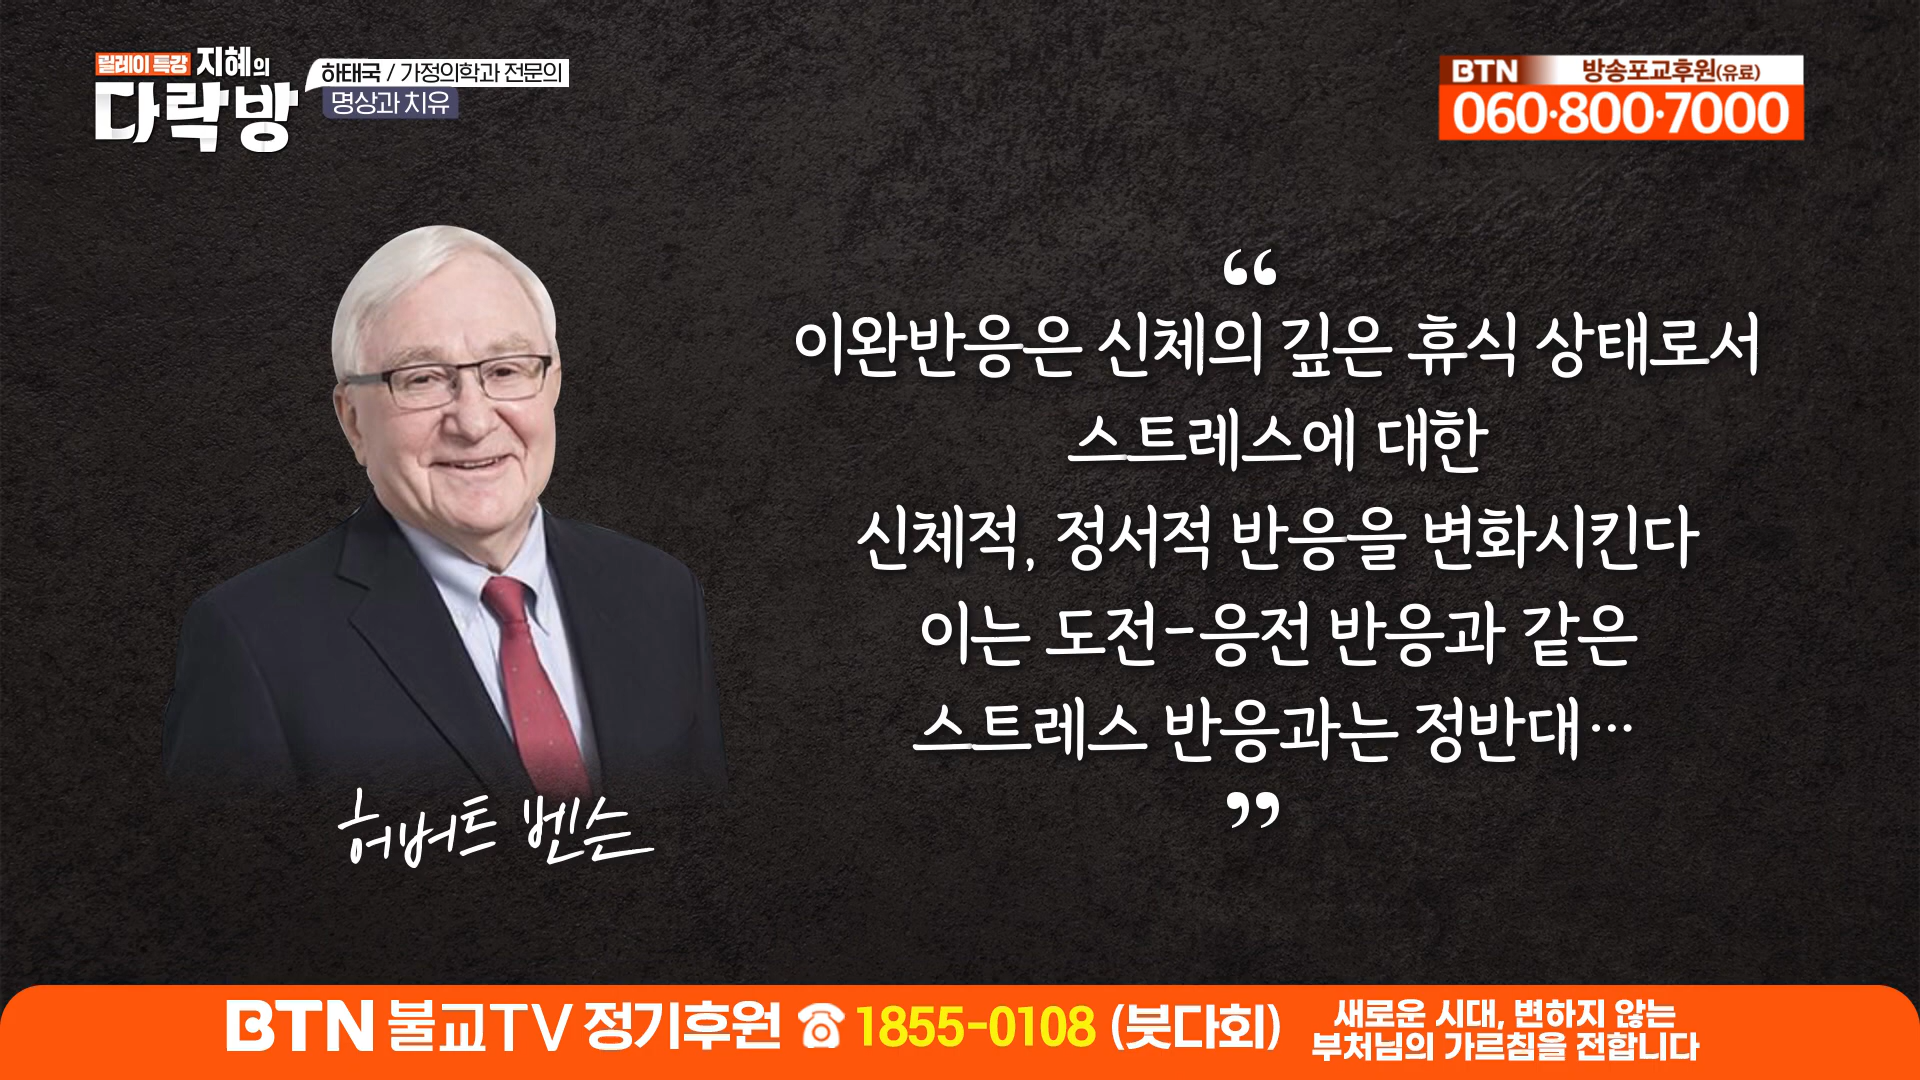 릴레이 특강 지혜의
다락방
하태국 / 가정의학과 전문의
명상과 치유
BTN 방송포교후원(유료)
060·800·7000
“
이완반응은 신체의 깊은 휴식 상태로서
스트레스에 대한
신체적, 정서적 반응을 변화시킨다
이는 도전-응전 반응과 같은
스트레스 반응과는 정반대…
”
허버트 벤슨
BTN 불교TV 정기후원 ☎ 1855-0108 (붓다회)
새로운 시대, 변하지 않는
부처님의 가르침을 전합니다